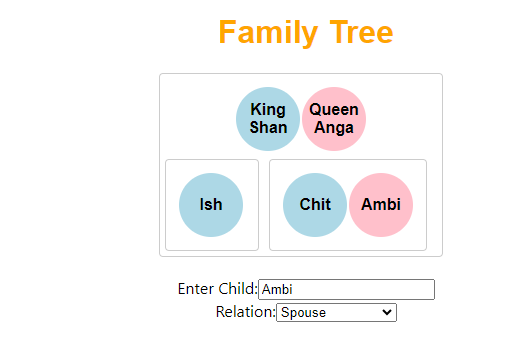 Family Tree
King Shan
Queen Anga
Ish
Chit
Ambi
Enter Child: Ambi
Relation: Spouse